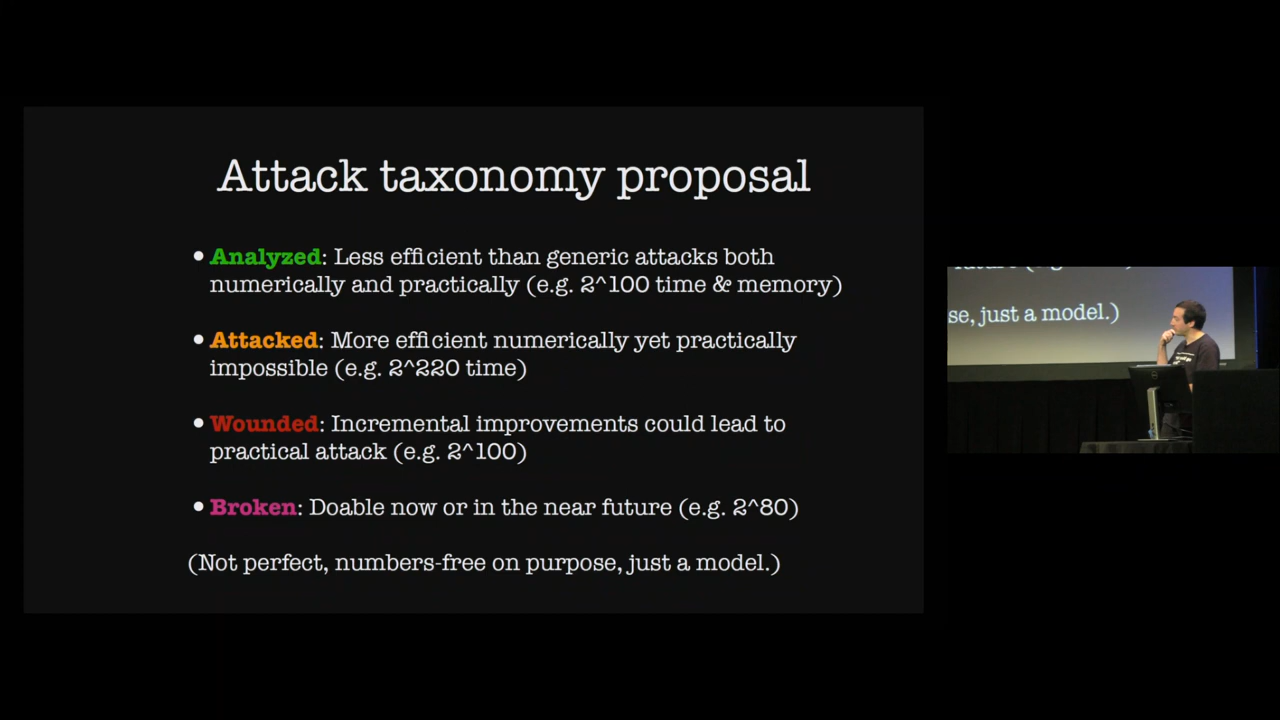 Attack taxonomy proposal
• Analyzed: Less efficient than generic attacks both
numerically and practically (e.g. 2^100 time & memory)
• Attacked: More efficient numerically yet practically
impossible (e.g. 2^220 time)
• Wounded: Incremental improvements could lead to
practical attack (e.g. 2^100)
• Broken: Doable now or in the near future (e.g. 2^80)
(Not perfect, numbers-free on purpose, just a model.)
se, just a model.)